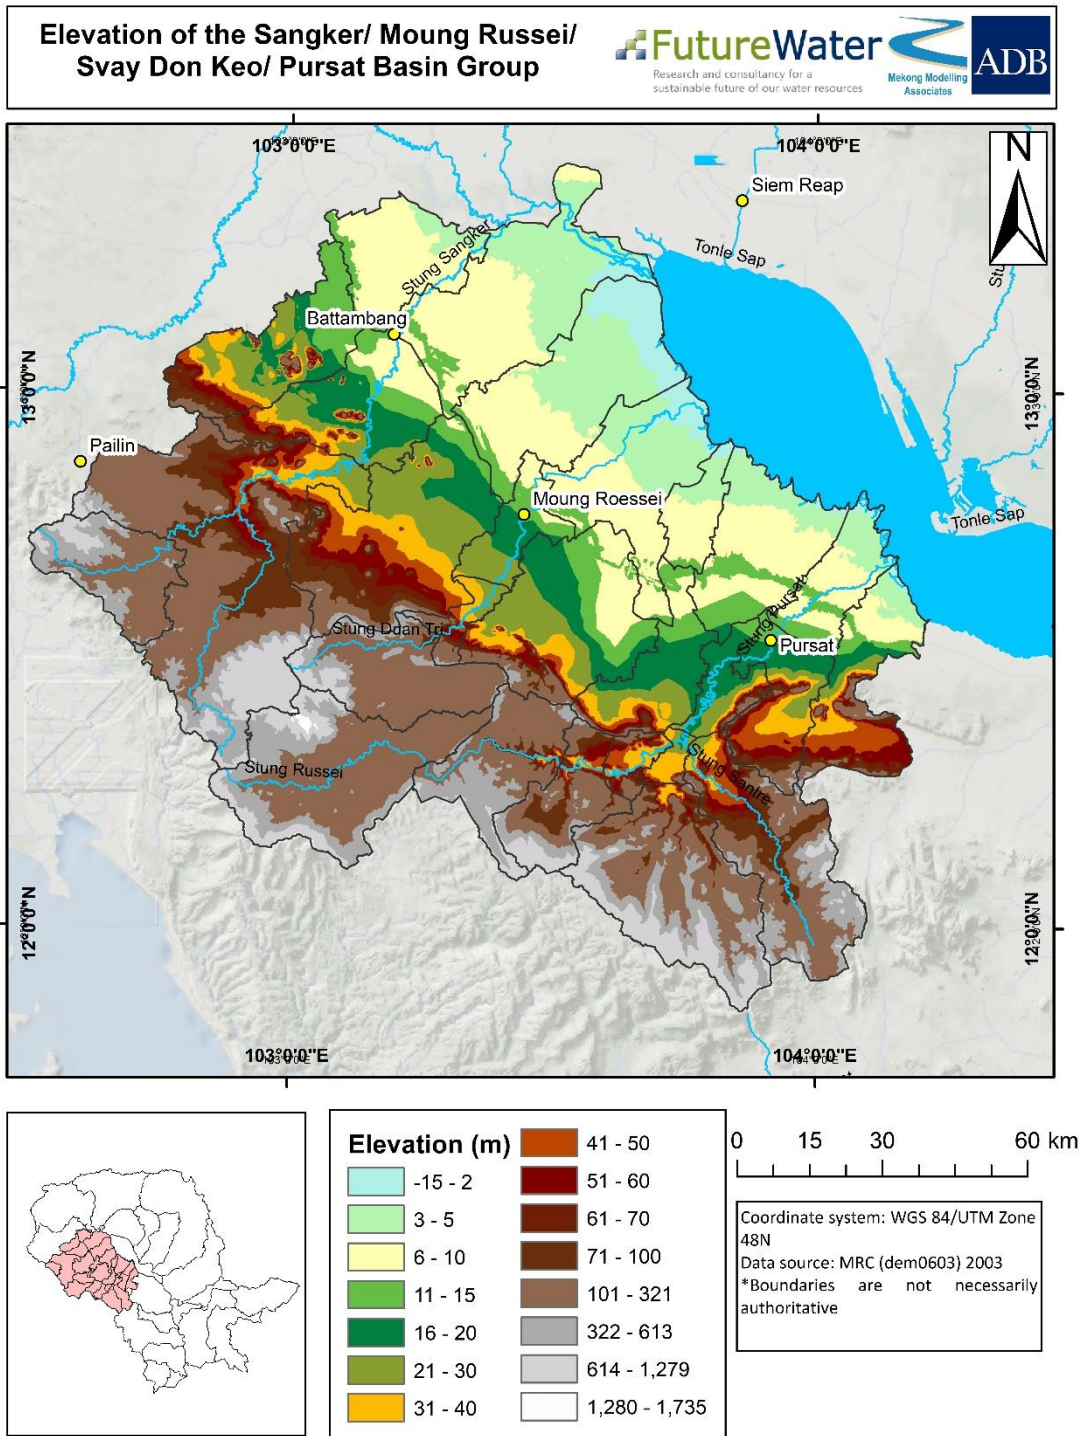 Elevation of the Sangker/ Moung Russei/
Svay Don Keo/ Pursat Basin Group
FutureWater
Research and consultancy for a
sustainable future of our water resources
Mekong Modelling
Associates
ADB
103°0'0"E
104°0'0"E
N
Siem Reap
Tonle Sap
Stu
Stung Sangker
Battambang
13°0'0"N
13°0'0"N
Pailin
Moung Roessei
Tonle Sap
Stung Pursat
Stung Duan Tri
Pursat
Stung Russei
Stung Santre
12°0'0"N
12°0'0"N
103°0'0"E
104°0'0"E
Elevation (m)
-15 - 2
3 - 5
6 - 10
11 - 15
16 - 20
21 - 30
31 - 40
41 - 50
51 - 60
61 - 70
71 - 100
101 - 321
322 - 613
614 - 1,279
1,280 - 1,735
0 15 30 60 km
Coordinate system: WGS 84/UTM Zone
48N
Data source: MRC (dem0603) 2003
*Boundaries are not necessarily
authoritative